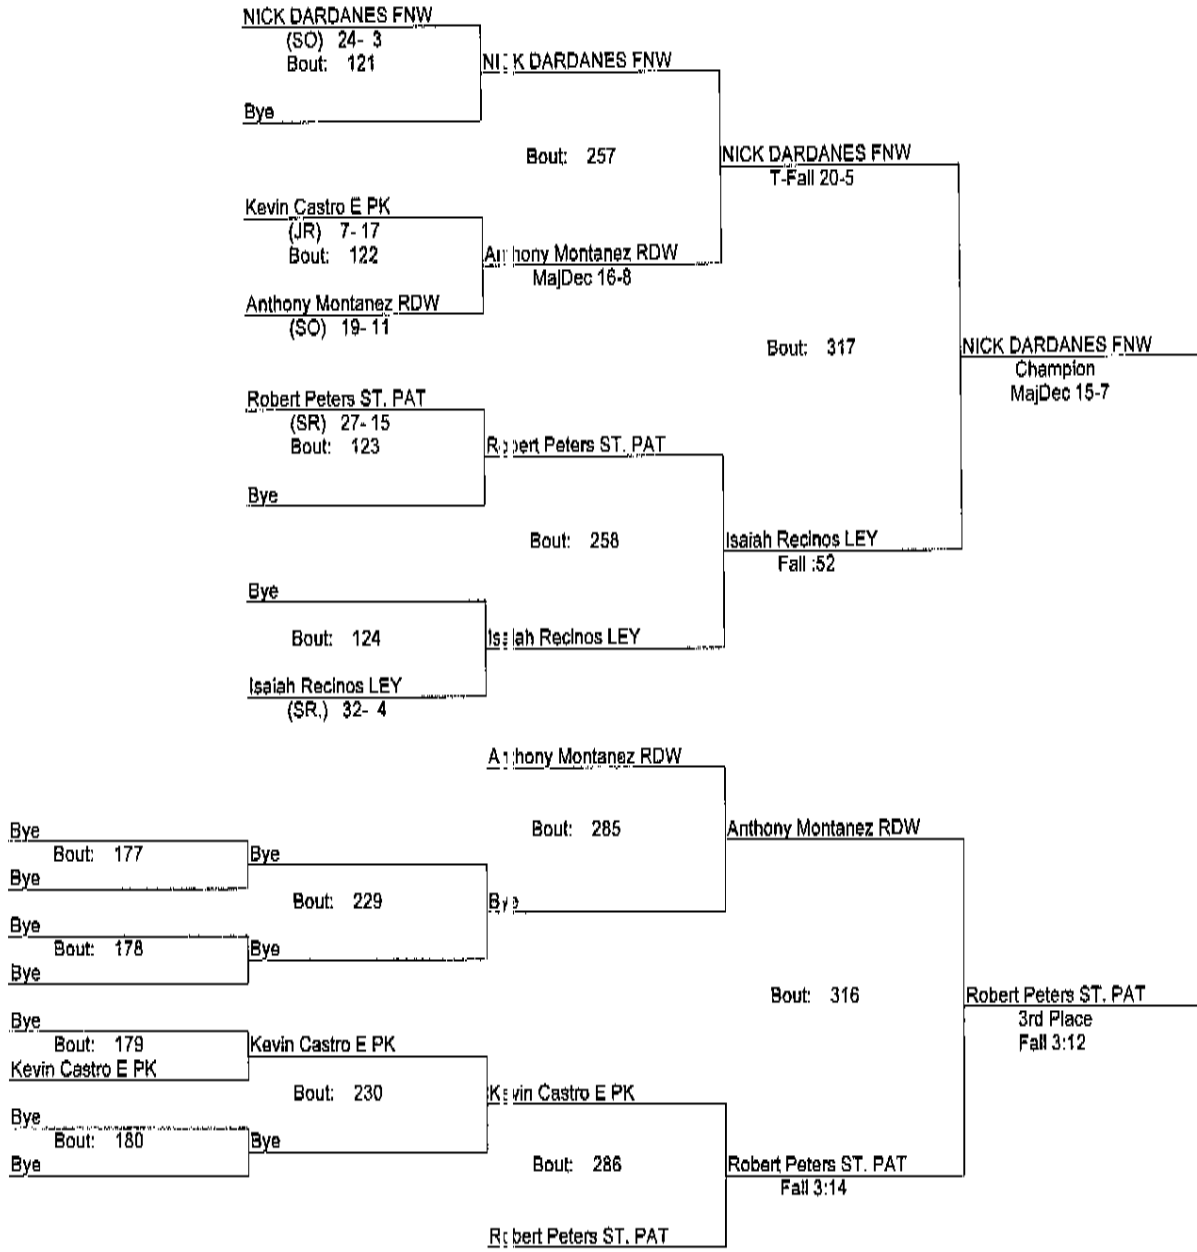 NICK DARDANES FNW
(SO) 24- 3
Bout: 121
NICK DARDANES FNW
Bye
Bout: 257
NICK DARDANES FNW
T-Fall 20-5
Kevin Castro E PK
(JR) 7- 17
Bout: 122
Anthony Montanez RDW
MajDec 16-8
Anthony Montanez RDW
(SO) 19- 11
Bout: 317
NICK DARDANES FNW
Champion
MajDec 15-7
Robert Peters ST. PAT
(SR) 27- 15
Bout: 123
Robert Peters ST. PAT
Bye
Bout: 258
Isaiah Recinos LEY
Fall :52
Bye
Bout: 124
Isaiah Recinos LEY
Isaiah Recinos LEY
(SR.) 32- 4
Anthony Montanez RDW
Bout: 285
Anthony Montanez RDW
Bye
Bout: 177
Bye
Bye
Bout: 229
Bye
Bye
Bout: 178
Bye
Bye
Bout: 316
Robert Peters ST. PAT
3rd Place
Fall 3:12
Bye
Bout: 179
Kevin Castro E PK
Kevin Castro E PK
Bout: 230
Kevin Castro E PK
Bye
Bout: 180
Bye
Bye
Bout: 286
Robert Peters ST. PAT
Fall 3:14
Robert Peters ST. PAT